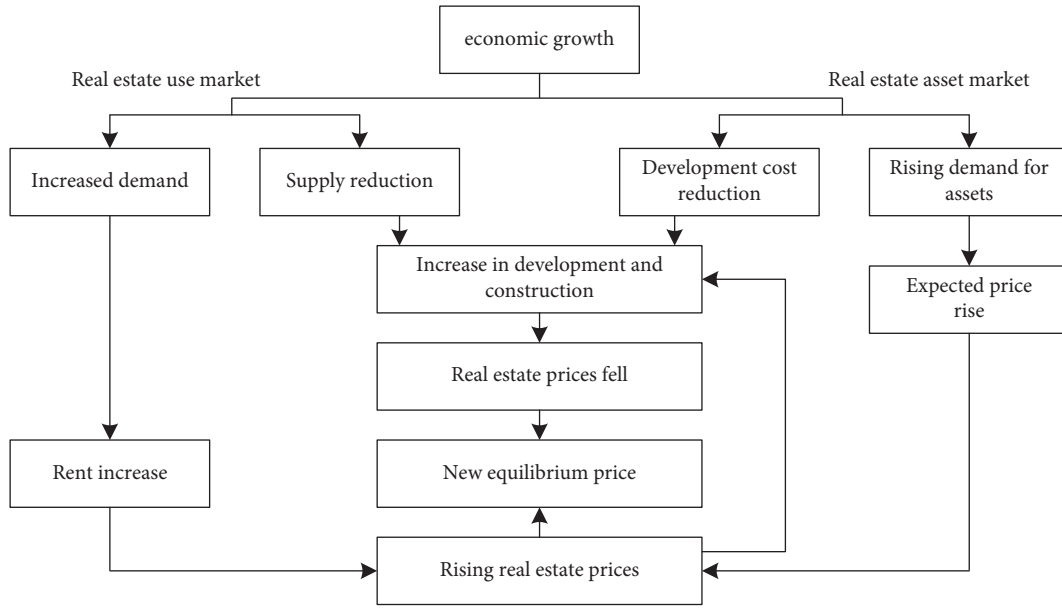 economic growth
Real estate use market
Real estate asset market
Increased demand
Supply reduction
Development cost
reduction
Rising demand for
assets
Increase in development and
construction
Expected price
rise
Real estate prices fell
Rent increase
New equilibrium price
Rising real estate prices